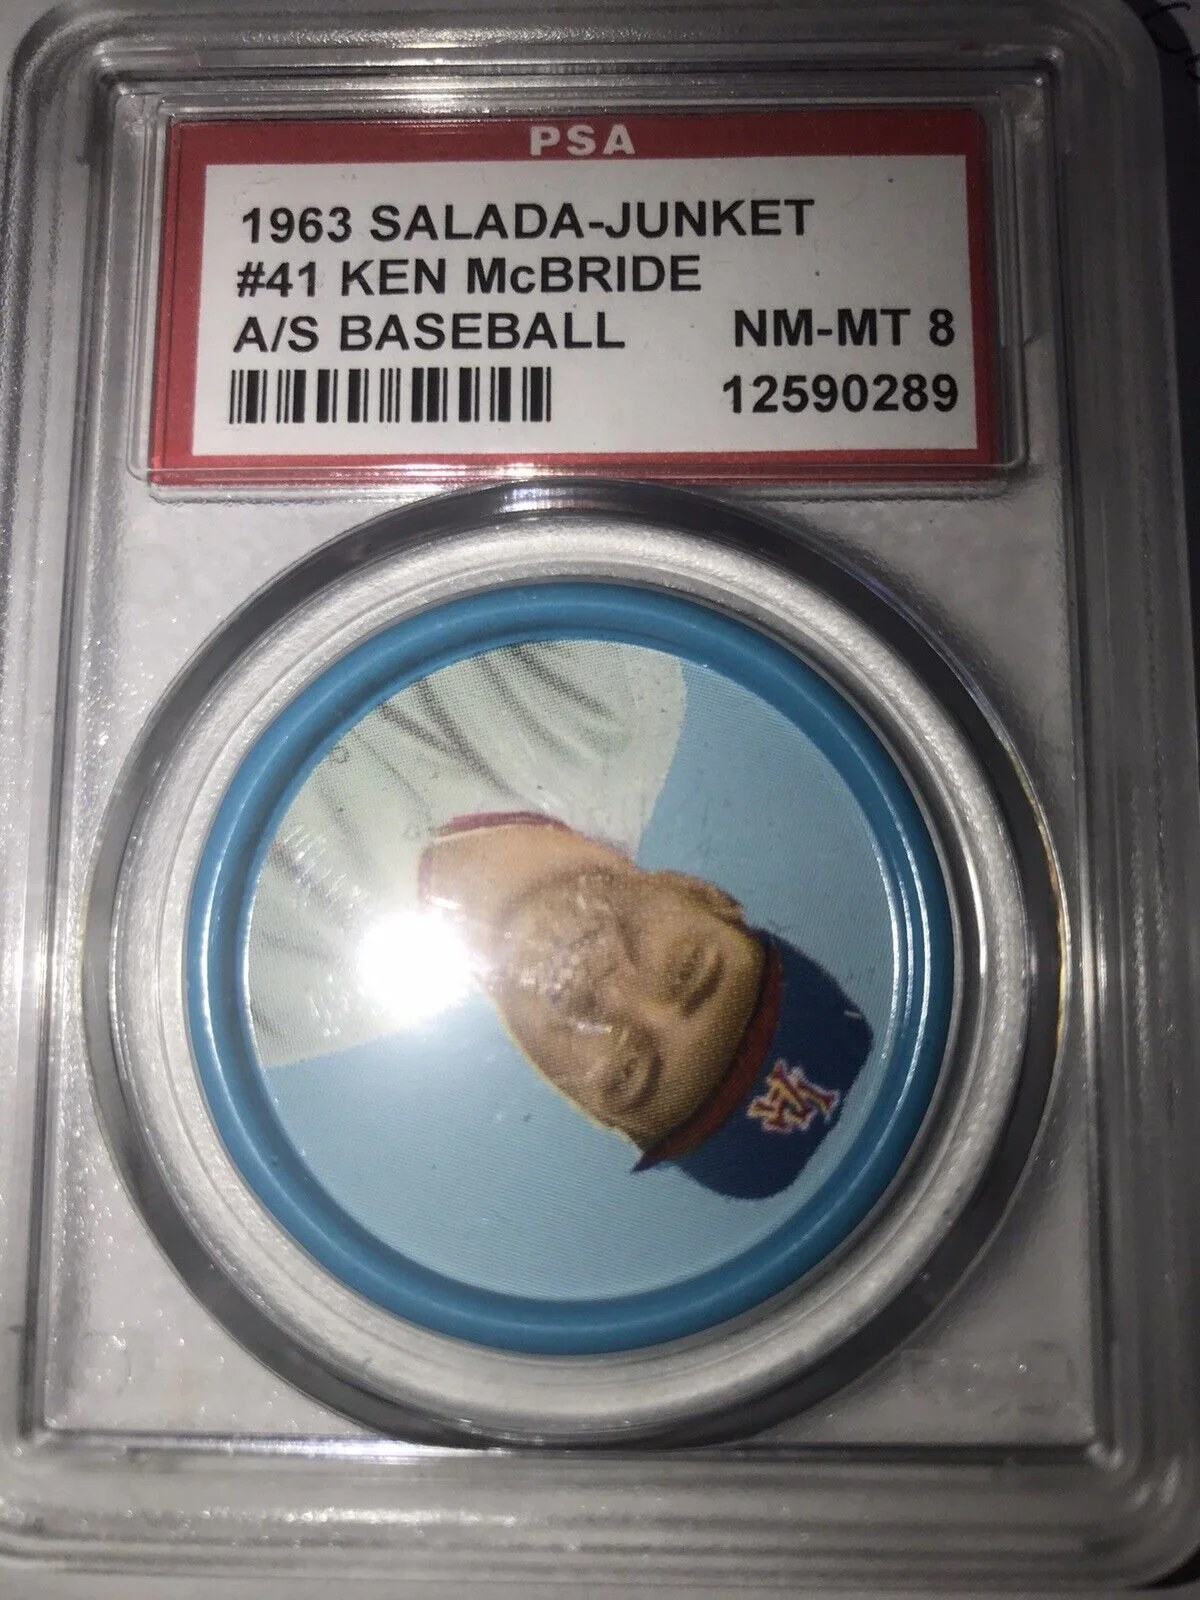 PSA
1963 SALADA-JUNKET
#41 KEN McBRIDE
A/S BASEBALL NM-MT 8
12590289